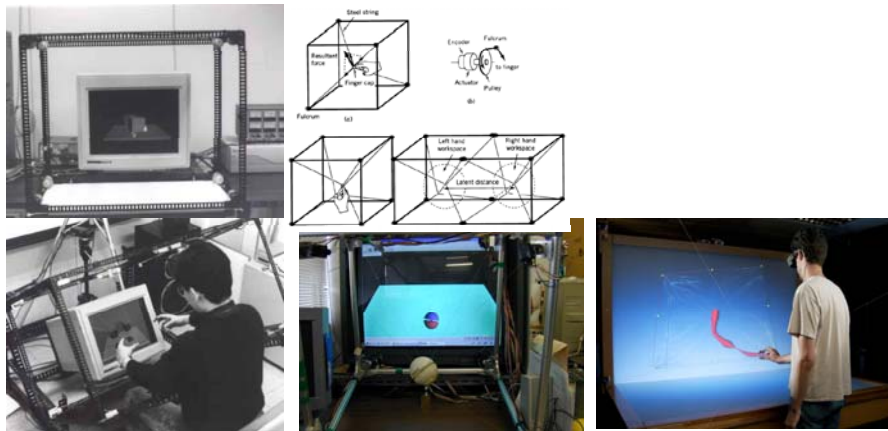 Steel string
Resultent
force
Finger cap
Fulcrum
(a)
Fulcrum
Encoder
to finger
Actuator
Pulley
(b)
Left hand
workspace
Right hand
workspace
Latent distance